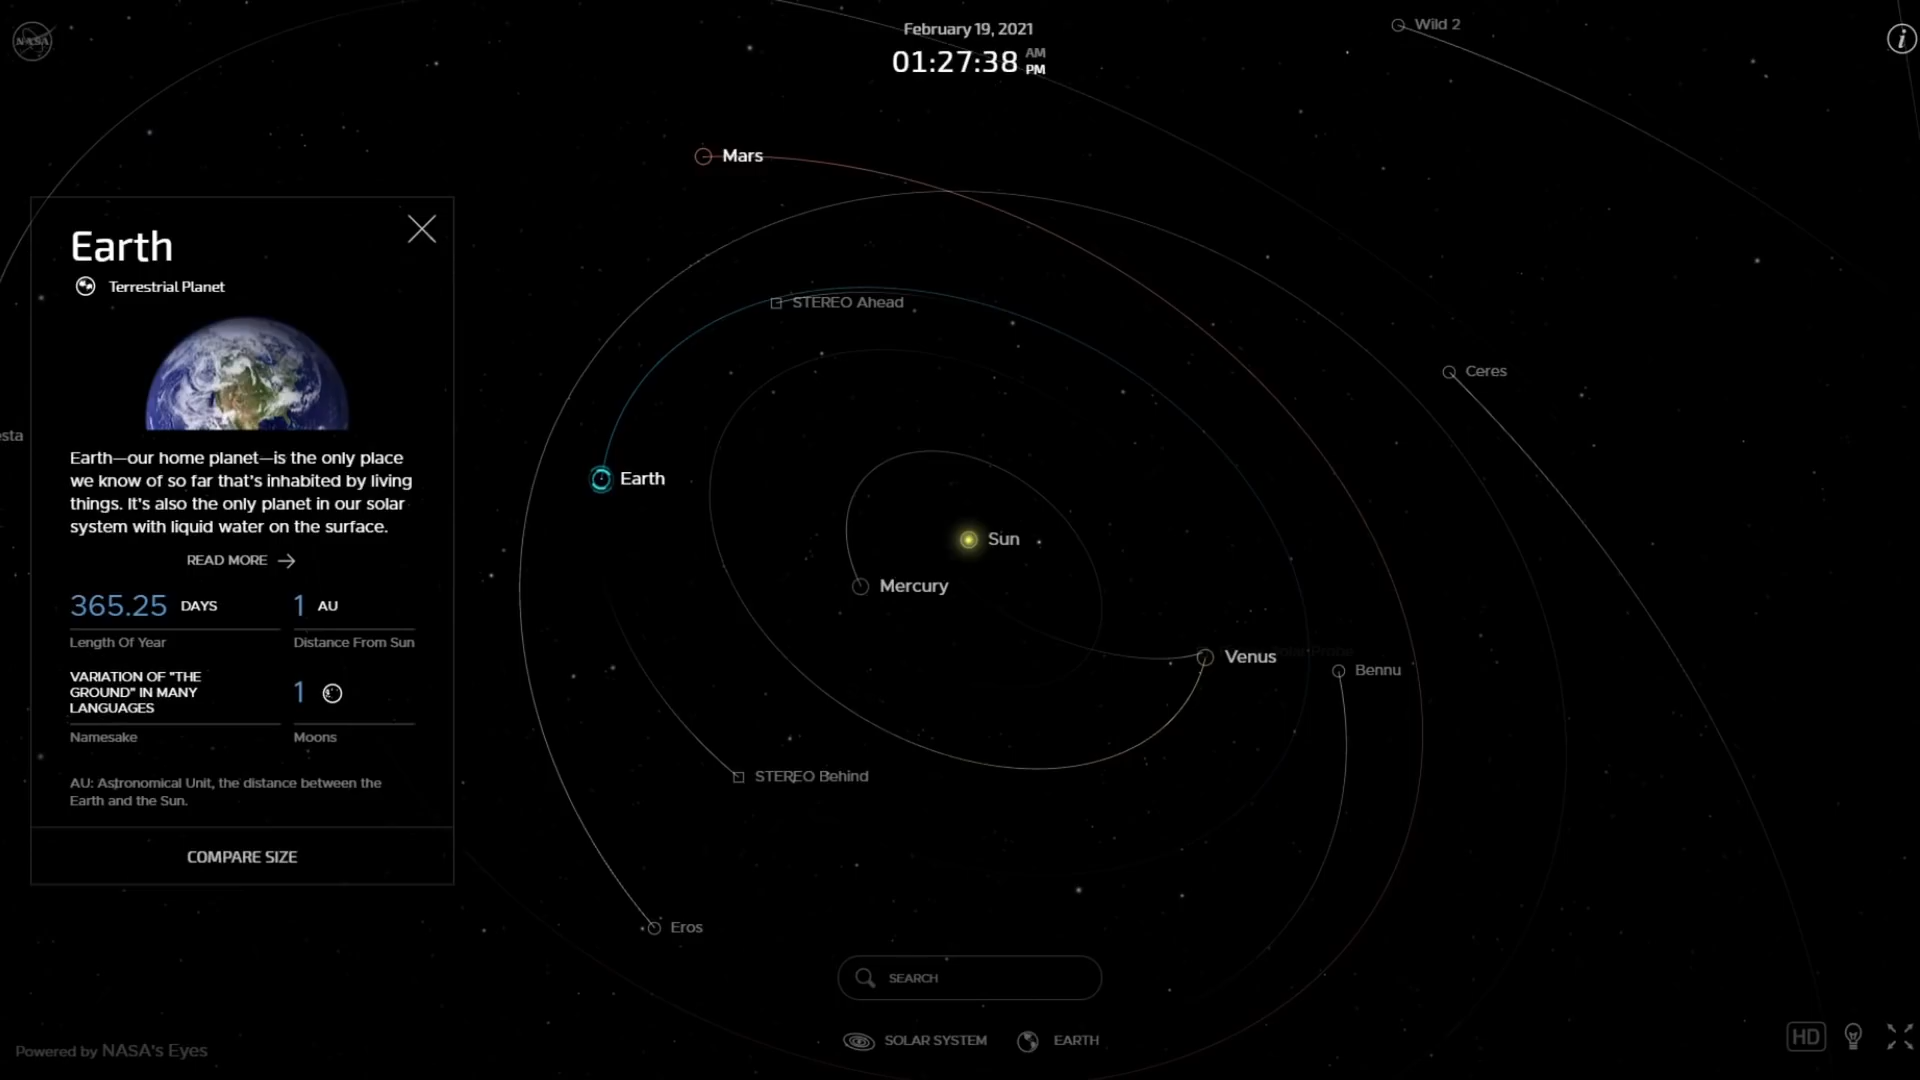 NASA
February 19, 2021
01:27:38 AM
PM
Wild 2
i
Mars
Earth
Terrestrial Planet
STEREO Ahead
Ceres
esta
Earth—our home planet—is the only place
we know of so far that's inhabited by living
things. It's also the only planet in our solar
system with liquid water on the surface.
READ MORE
Earth
Sun
Mercury
365.25 DAYS
1 AU
Length Of Year
Distance From Sun
Venus
Probe
Bennu
VARIATION OF "THE
GROUND" IN MANY
LANGUAGES
1
Namesake
Moons
STEREO Behind
AU: Astronomical Unit, the distance between the
Earth and the Sun.
COMPARE SIZE
Eros
SEARCH
SOLAR SYSTEM
EARTH
HD
Powered by NASA's Eyes